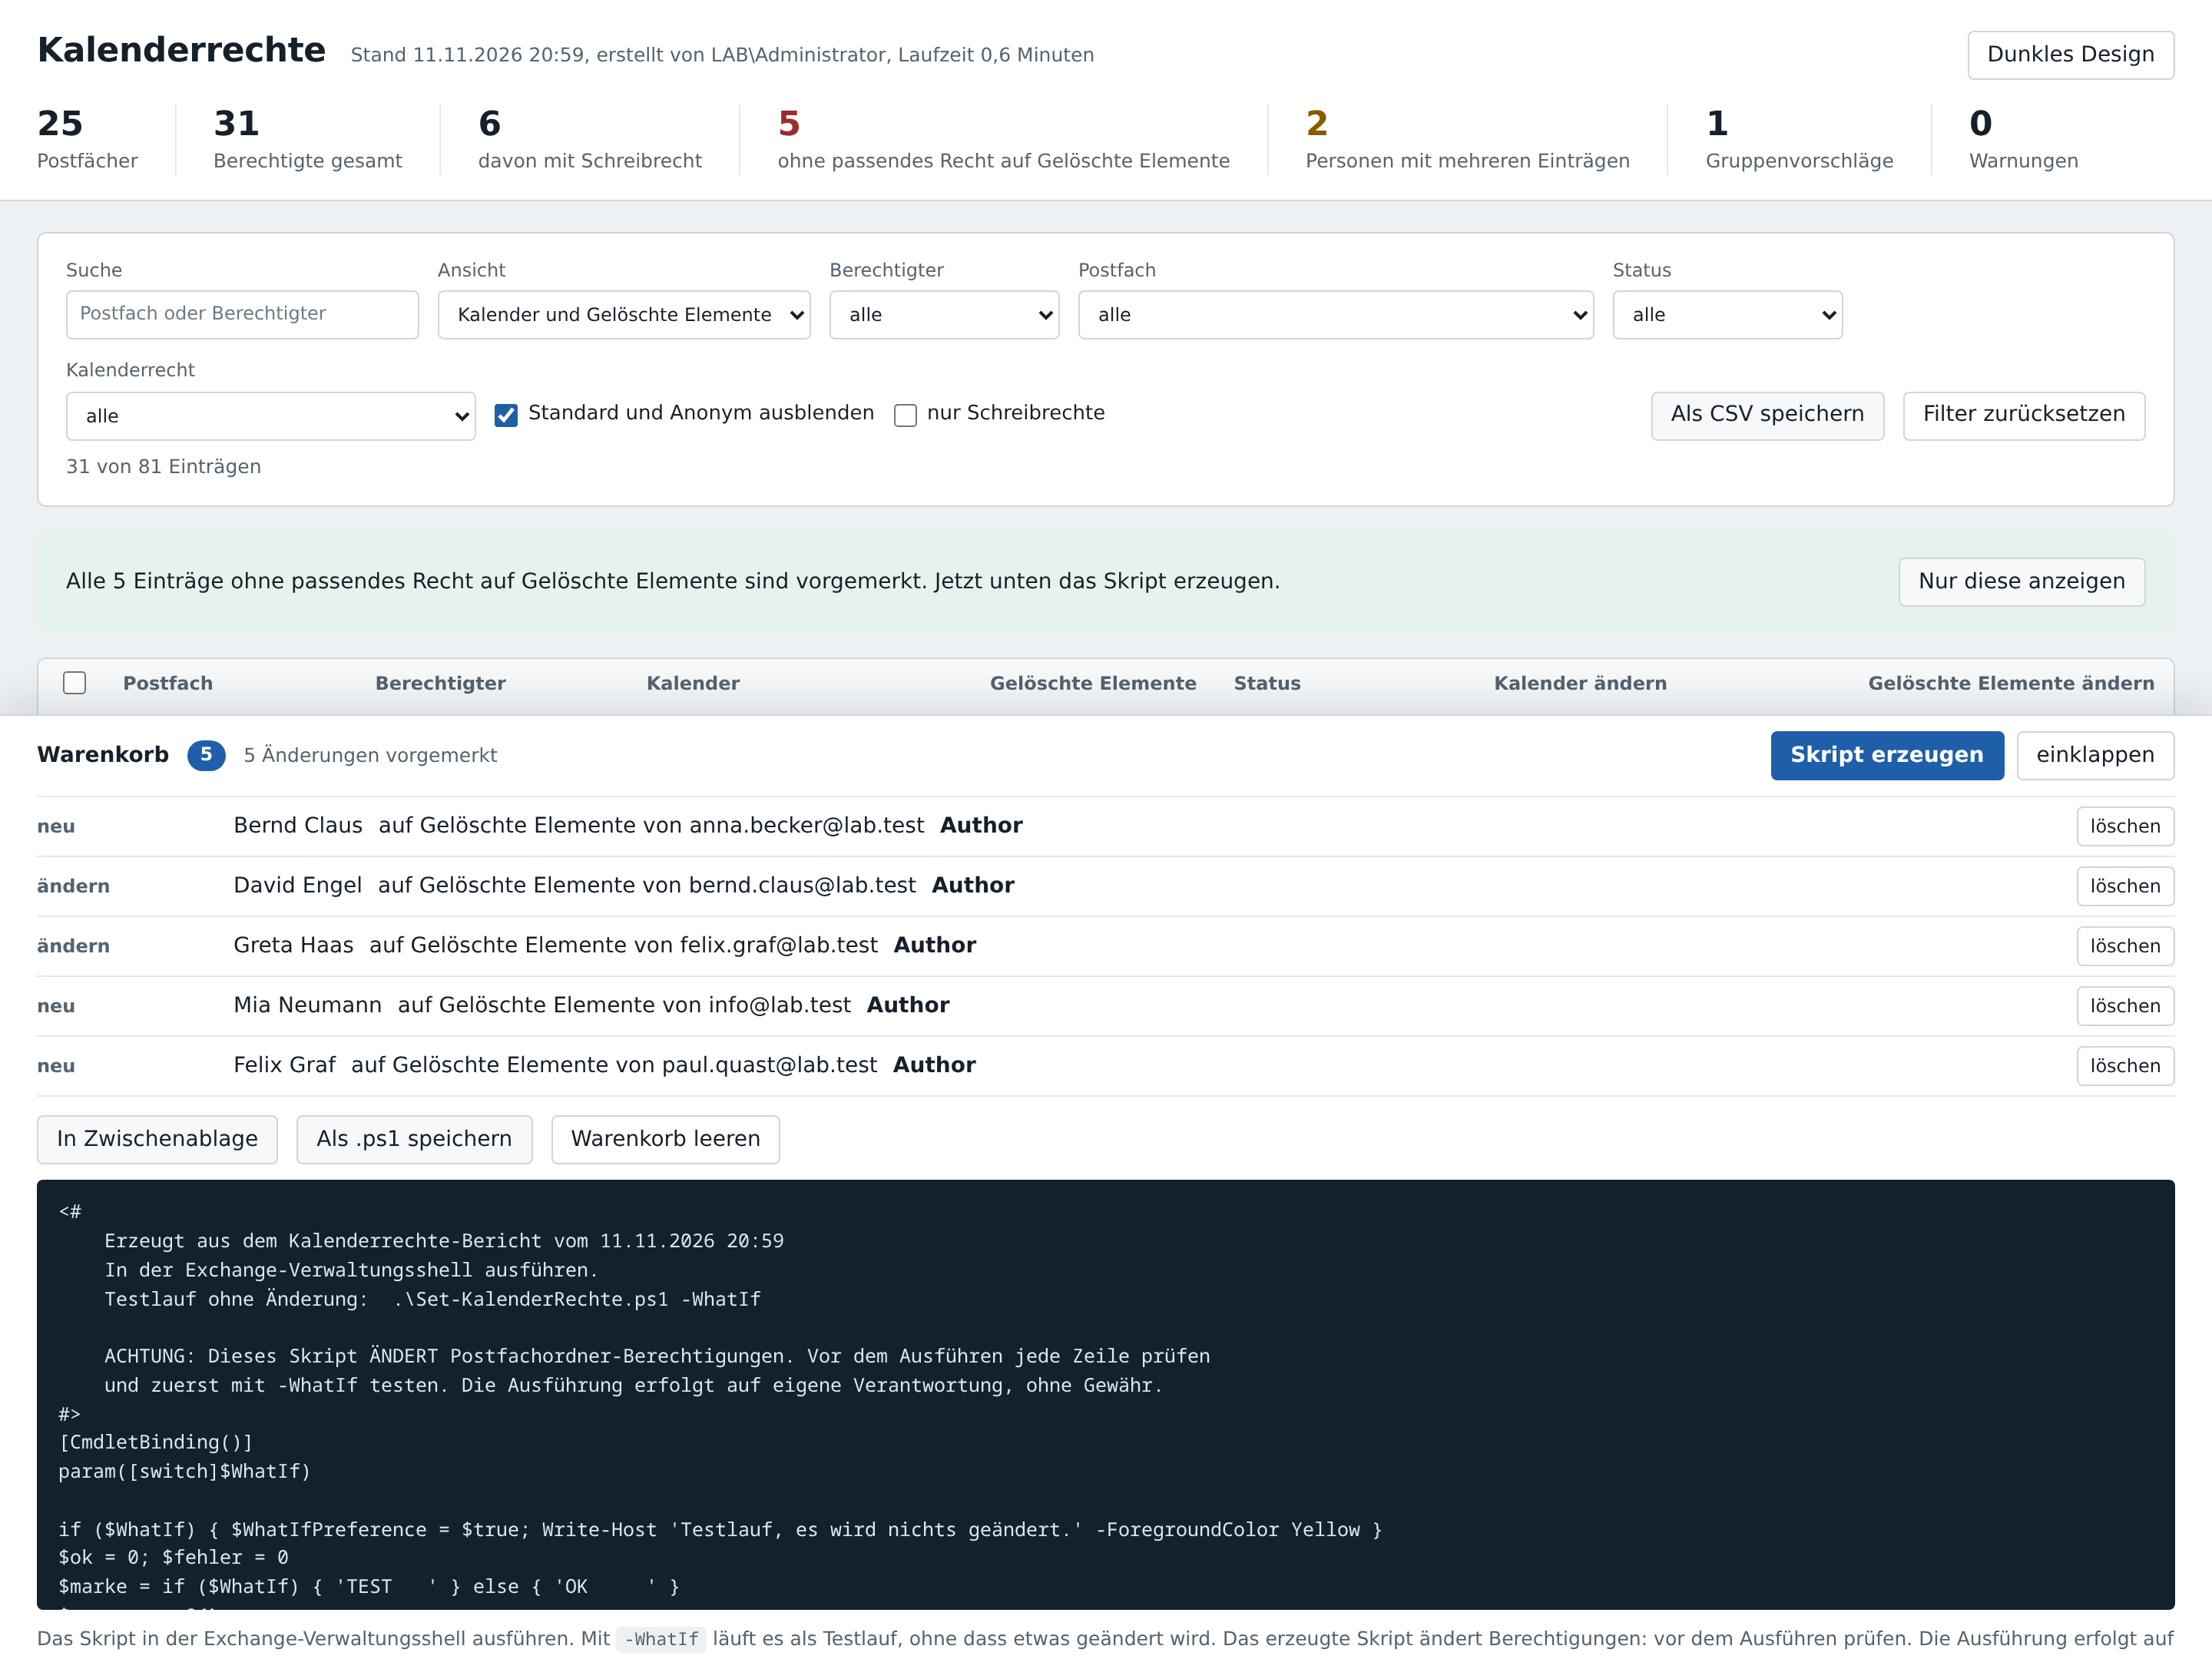 Kalenderrechte Stand 11.11.2026 20:59, erstellt von LAB\Administrator, Laufzeit 0,6 Minuten Dunkles Design
25 31 6 5 2 1 0
Postfächer Berechtigte gesamt davon mit Schreibrecht ohne passendes Recht auf Gelöschte Elemente Personen mit mehreren Einträgen Gruppenvorschläge Warnungen
Suche Ansicht Berechtigter Postfach Status
Postfach oder Berechtigter Kalender und Gelöschte Elemente alle alle alle
Kalenderrecht
alle Standard und Anonym ausblenden nur Schreibrechte Als CSV speichern Filter zurücksetzen
31 von 81 Einträgen
Alle 5 Einträge ohne passendes Recht auf Gelöschte Elemente sind vorgemerkt. Jetzt unten das Skript erzeugen. Nur diese anzeigen
Postfach Berechtigter Kalender Gelöschte Elemente Status Kalender ändern Gelöschte Elemente ändern
Warenkorb 5 5 Änderungen vorgemerkt Skript erzeugen einklappen
neu Bernd Claus auf Gelöschte Elemente von anna.becker@lab.test Author löschen
ändern David Engel auf Gelöschte Elemente von bernd.claus@lab.test Author löschen
ändern Greta Haas auf Gelöschte Elemente von felix.graf@lab.test Author löschen
neu Mia Neumann auf Gelöschte Elemente von info@lab.test Author löschen
neu Felix Graf auf Gelöschte Elemente von paul.quast@lab.test Author löschen
In Zwischenablage Als .ps1 speichern Warenkorb leeren
<#
Erzeugt aus dem Kalenderrechte-Bericht vom 11.11.2026 20:59
In der Exchange-Verwaltungsshell ausführen.
Testlauf ohne Änderung:  .\Set-KalenderRechte.ps1 -WhatIf
ACHTUNG: Dieses Skript ÄNDERT Postfachordner-Berechtigungen. Vor dem Ausführen jede Zeile prüfen
und zuerst mit -WhatIf testen. Die Ausführung erfolgt auf eigene Verantwortung, ohne Gewähr.
#>
[CmdletBinding()]
param([switch]$WhatIf)
if ($WhatIf) { $WhatIfPreference = $true; Write-Host 'Testlauf, es wird nichts geändert.' -ForegroundColor Yellow }
$ok = 0; $fehler = 0
$marke = if ($WhatIf) { 'TEST   ' } else { 'OK     ' }
Das Skript in der Exchange-Verwaltungsshell ausführen. Mit -WhatIf läuft es als Testlauf, ohne dass etwas geändert wird. Das erzeugte Skript ändert Berechtigungen: vor dem Ausführen prüfen. Die Ausführung erfolgt auf